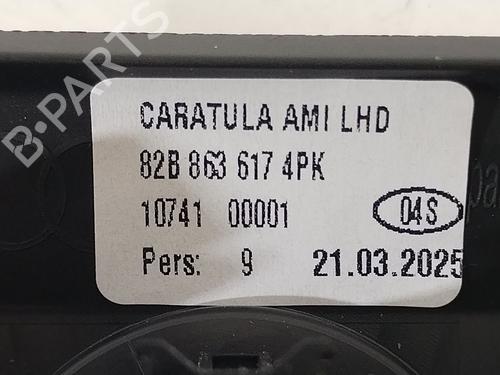 B-PARTS
CARATULA AMI LHD
82B 863 617 4PK
10741 00001 04S
Pers: 9 21.03.2025